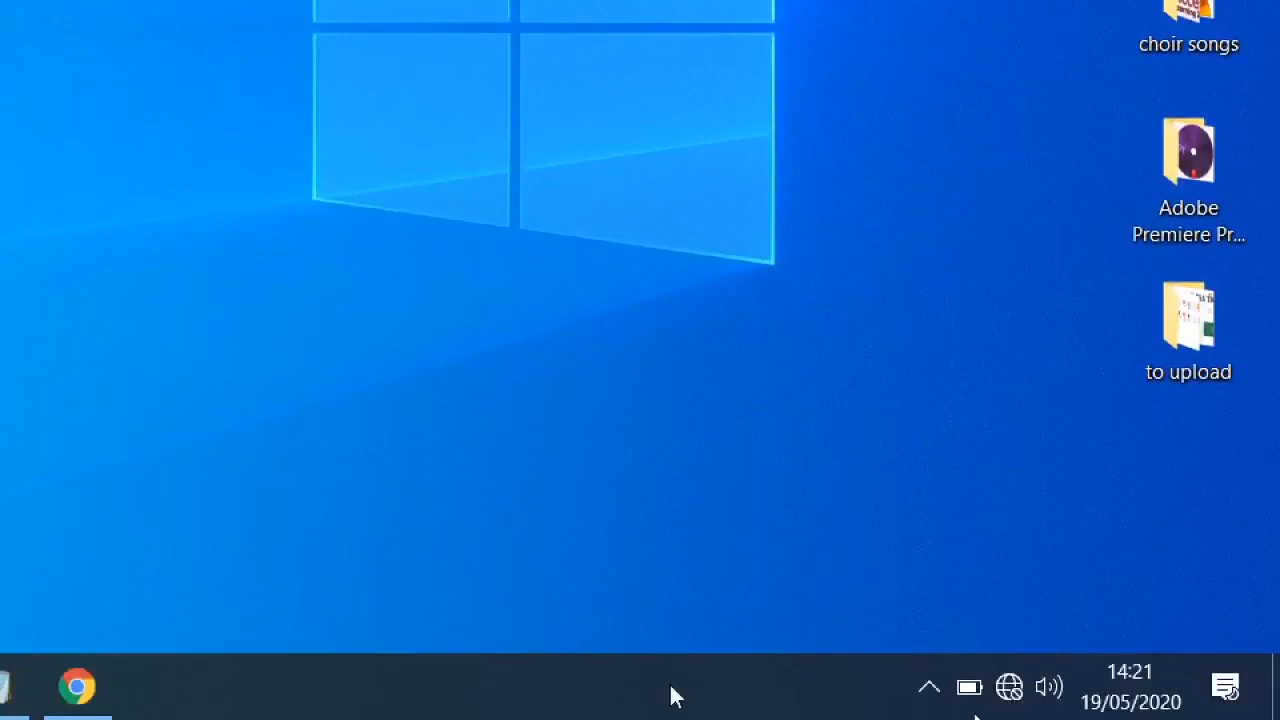 choir songs
Adobe
Premiere Pr...
to upload
14:21
19/05/2020